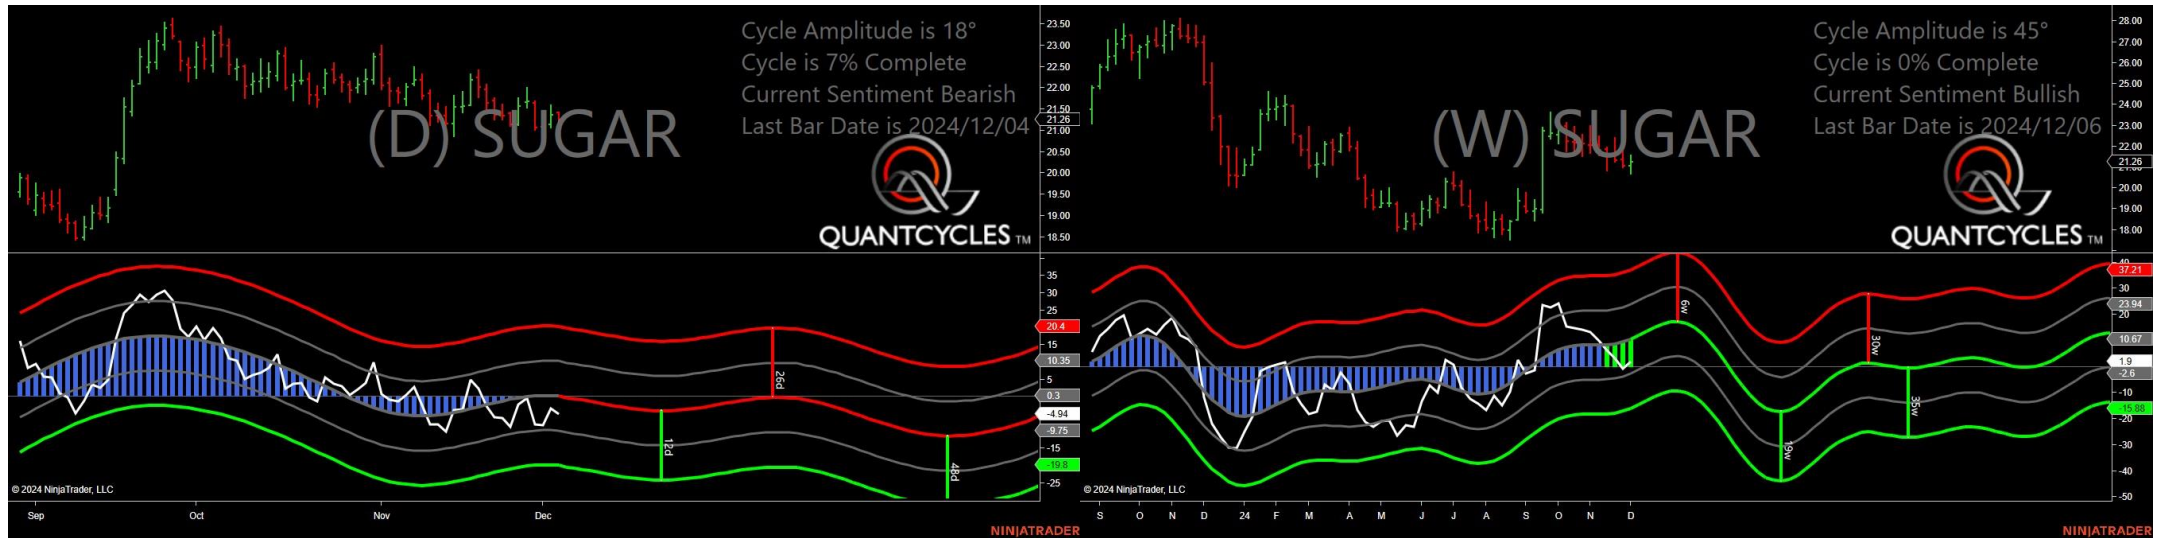 Cycle Amplitude is 18°
Cycle is 7% Complete
Current Sentiment Bearish
Last Bar Date is 2024/12/04
(D) SUGAR
QUANTCYCLES TM
23.50
23.00
22.50
22.00
21.50
21.26
21.00
20.50
20.00
19.50
19.00
18.50
35
30
25
20.4
15
10.35
5
0.3
-4.94
-9.75
-15
-19.8
-25
12d
26d
48d
© 2024 NinjaTrader, LLC
Sep Oct Nov Dec
NINJATRADER
Cycle Amplitude is 45°
Cycle is 0% Complete
Current Sentiment Bullish
Last Bar Date is 2024/12/06
(W) SUGAR
QUANTCYCLES TM
28.00
27.00
26.00
25.00
24.00
23.00
22.00
21.26
20.00
19.00
18.00
40
37.21
30
23.94
20
10.67
1.9
-2.6
-10
-15.88
-20
-30
-40
-50
6w
19w
30w
35w
© 2024 NinjaTrader, LLC
S O N D 24 F M A M J J A S O N D
NINJATRADER